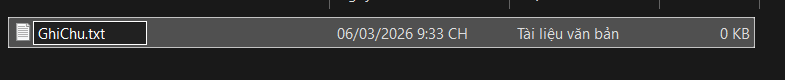 GhiChu.txt 06/03/2026 9:33 CH Tài liệu văn bản 0 KB